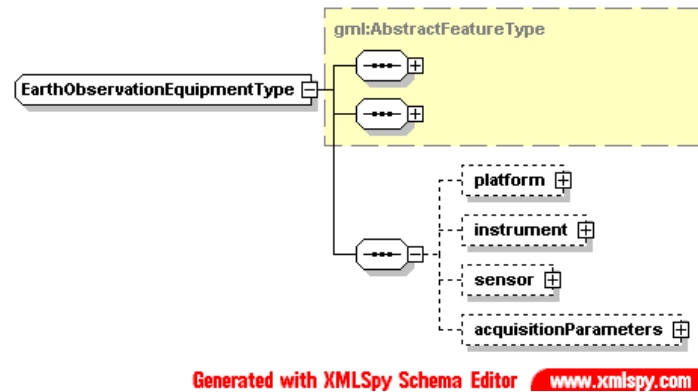 gml:AbstractFeatureType
EarthObservationEquipmentType
platform
instrument
sensor
acquisitionParameters
Generated with XMLSpy Schema Editor www.xmlspy.com